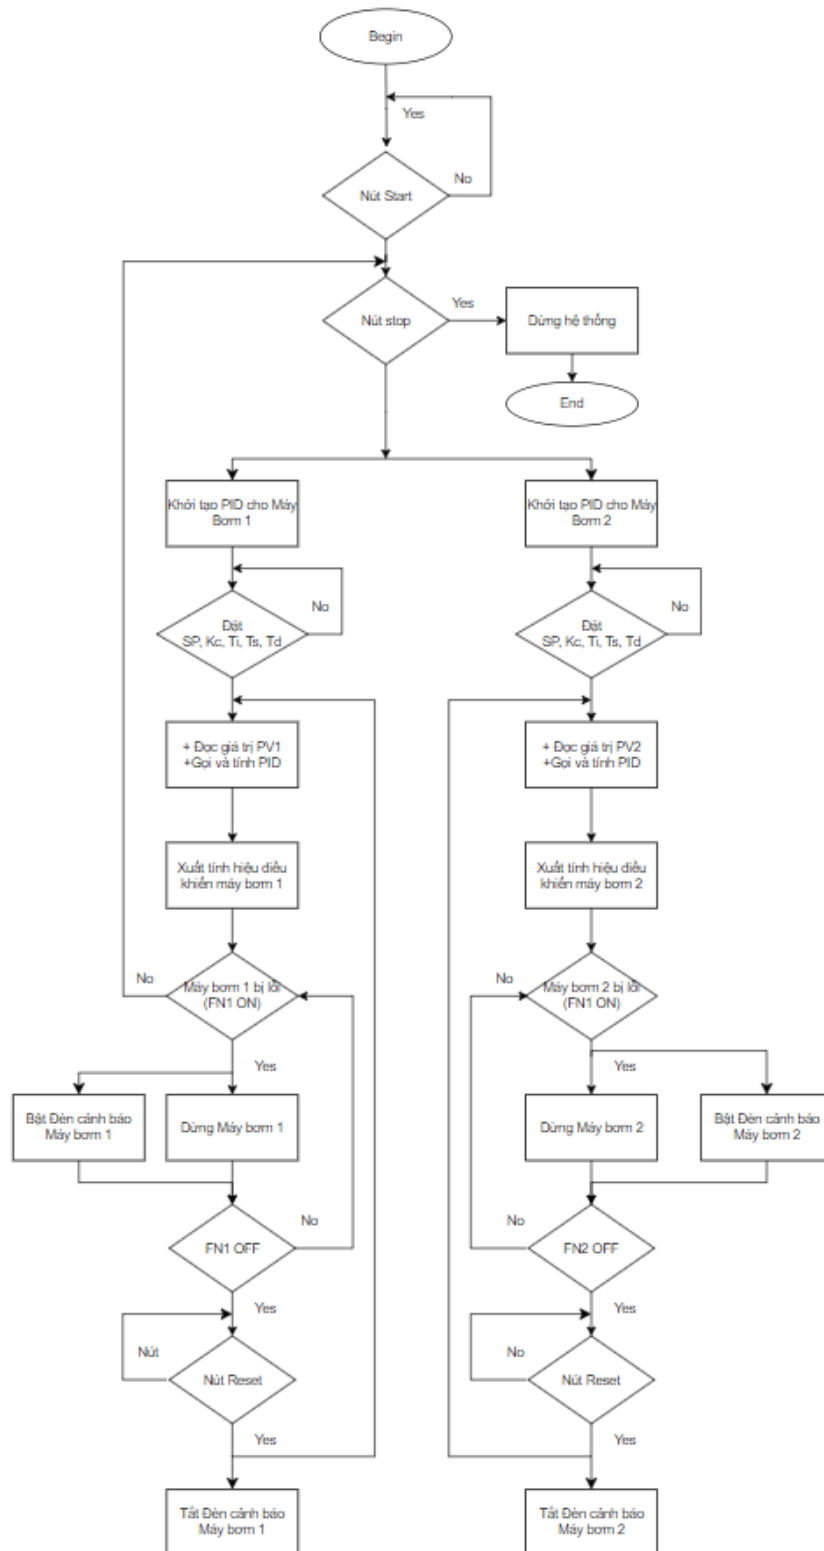 Begin
Yes
No
Nút Start
Nút stop
Yes
Dừng hệ thống
End
Khởi tạo PID cho Máy
Bơm 1
Khởi tạo PID cho Máy
Bơm 2
No
Đặt
SP, Kc, Ti, Ts, Td
No
Đặt
SP, Kc, Ti, Ts, Td
+ Đọc giá trị PV1
+Gọi và tính PID
+ Đọc giá trị PV2
+Gọi và tính PID
Xuất tính hiệu điều
khiển máy bơm 1
Xuất tính hiệu điều
khiển máy bơm 2
No
Máy bơm 1 bị lỗi
(FN1 ON)
No
Máy bơm 2 bị lỗi
(FN1 ON)
Yes
Yes
Bật Đèn cảnh báo
Máy bơm 1
Dừng Máy bơm 1
Dừng Máy bơm 2
Bật Đèn cảnh báo
Máy bơm 2
No
No
FN1 OFF
FN2 OFF
Yes
Yes
Nút
No
Nút Reset
Nút Reset
Yes
Yes
Tắt Đèn cảnh báo
Máy bơm 1
Tắt Đèn cảnh báo
Máy bơm 2